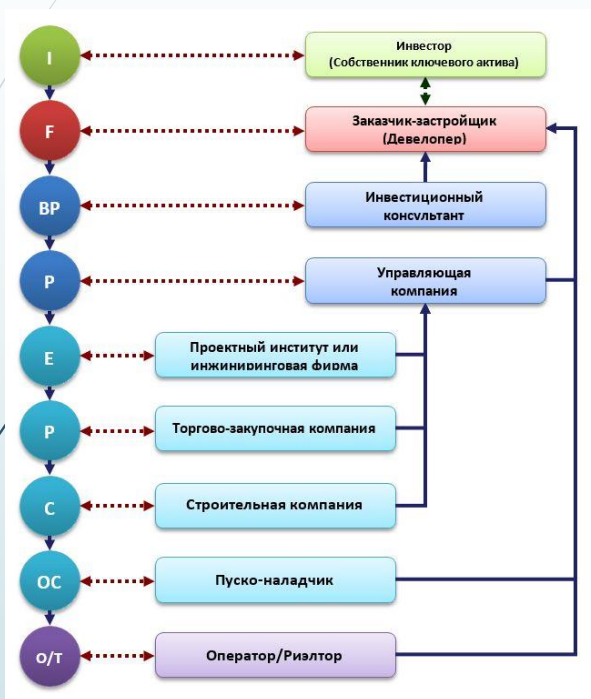 I
Инвестор
(Собственник ключевого актива)
F
Заказчик-застройщик
(Девелопер)
BP
Инвестиционный
консультант
P
Управляющая
компания
E
Проектный институт или
инжиниринговая фирма
P
Торгово-закупочная компания
C
Строительная компания
OC
Пуско-наладчик
О/Т
Оператор/Риэлтор